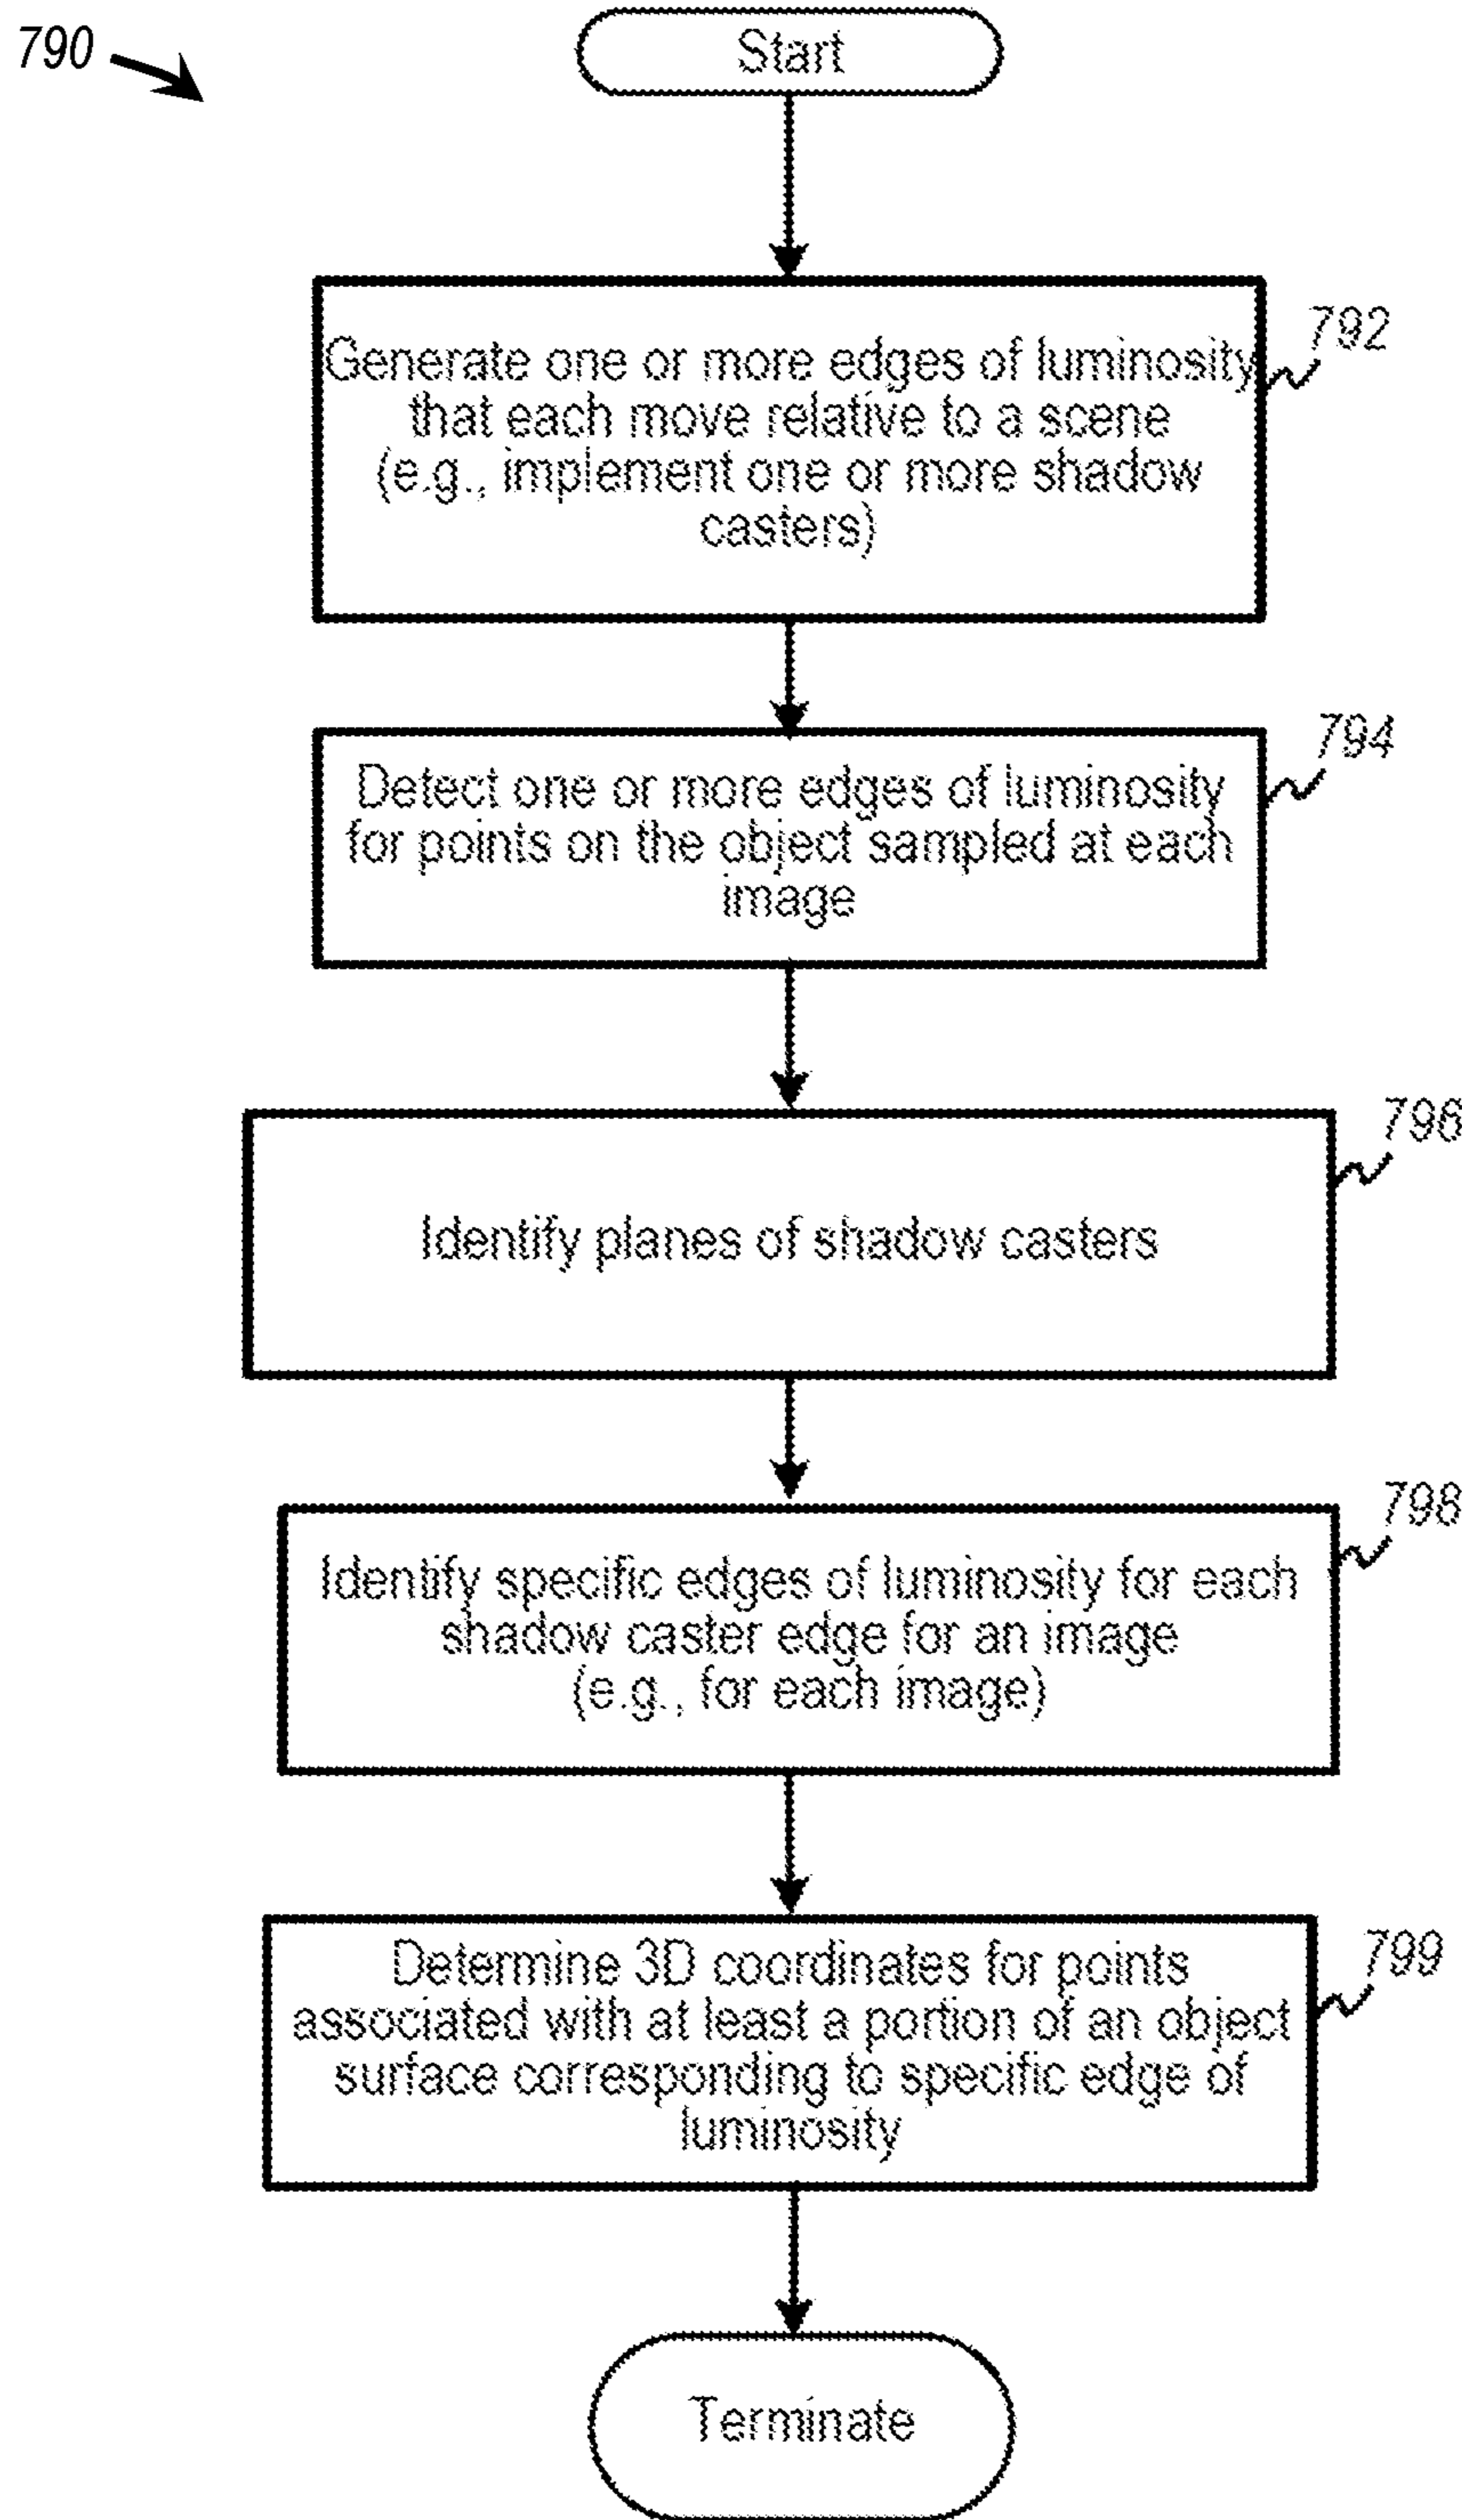 790
Start
792
Generate one or more edges of luminosity
that each move relative to a scene
(e.g., implement one or more shadow
casters)
794
Detect one or more edges of luminosity
for points on the object sampled at each
image
796
Identify planes of shadow casters
798
Identify specific edges of luminosity for each
shadow caster edge for an image
(e.g., for each image)
799
Determine 3D coordinates for points
associated with at least a portion of an object
surface corresponding to specific edge of
luminosity
Terminate